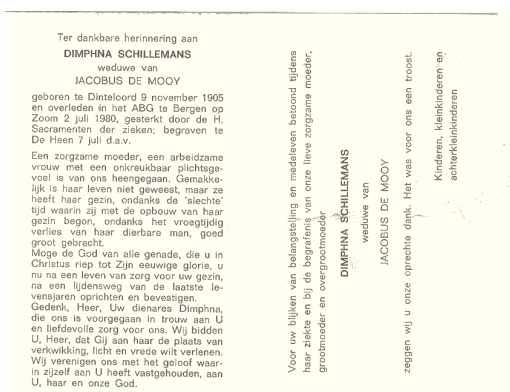 Ter dankbare herinnering aan
DIMPHNA SCHILLEMANS
weduwe van
JACOBUS DE MOOY
geboren te Dinteloord 9 november 1905
en overleden in het ABG te Bergen op
Zoom 2 juli 1980, gesterkt door de H.
Sacramenten der zieken; begraven te
De Heen 7 juli d.a.v.
Een zorgzame moeder, een arbeidzame
vrouw met een onkreukbaar plichtsge-
voel is van ons heengegaan. Gemakke-
lijk is haar leven niet geweest, maar ze
heeft haar gezin, ondanks de 'slechte'
tijd waarin zij met de opbouw van haar
gezin begon, ondanks het vroegtijdig
verlies van haar dierbare man, goed
groot gebracht.
Moge de God van alle genade, die u in
Christus riep tot Zijn eeuwige glorie, u
nu na een leven van zorg voor uw gezin,
na een lijdensweg van de laatste le-
vensjaren oprichten en bevestigen.
Gedenk, Heer, Uw dienares Dimphna,
die ons is voorgegaan in trouw aan U
en liefdevolle zorg voor ons. Wij bidden
U, Heer, dat Gij aan haar de plaats van
verkwikking, licht en vrede wilt verlenen.
Wij verenigen ons met het geloof waar-
in zijzelf aan U heeft vastgehouden, aan
U, haar en onze God.
Voor uw blijken van belangstelling en medeleven betoond tijdens
haar ziekte en bij de begrafenis van onze lieve zorgzame moeder,
grootmoeder en overgrootmoeder
DIMPHNA SCHILLEMANS
weduwe van
JACOBUS DE MOOY
zeggen wij u onze oprechte dank. Het was voor ons een troost.
Kinderen, kleinkinderen en
achterkleinkinderen